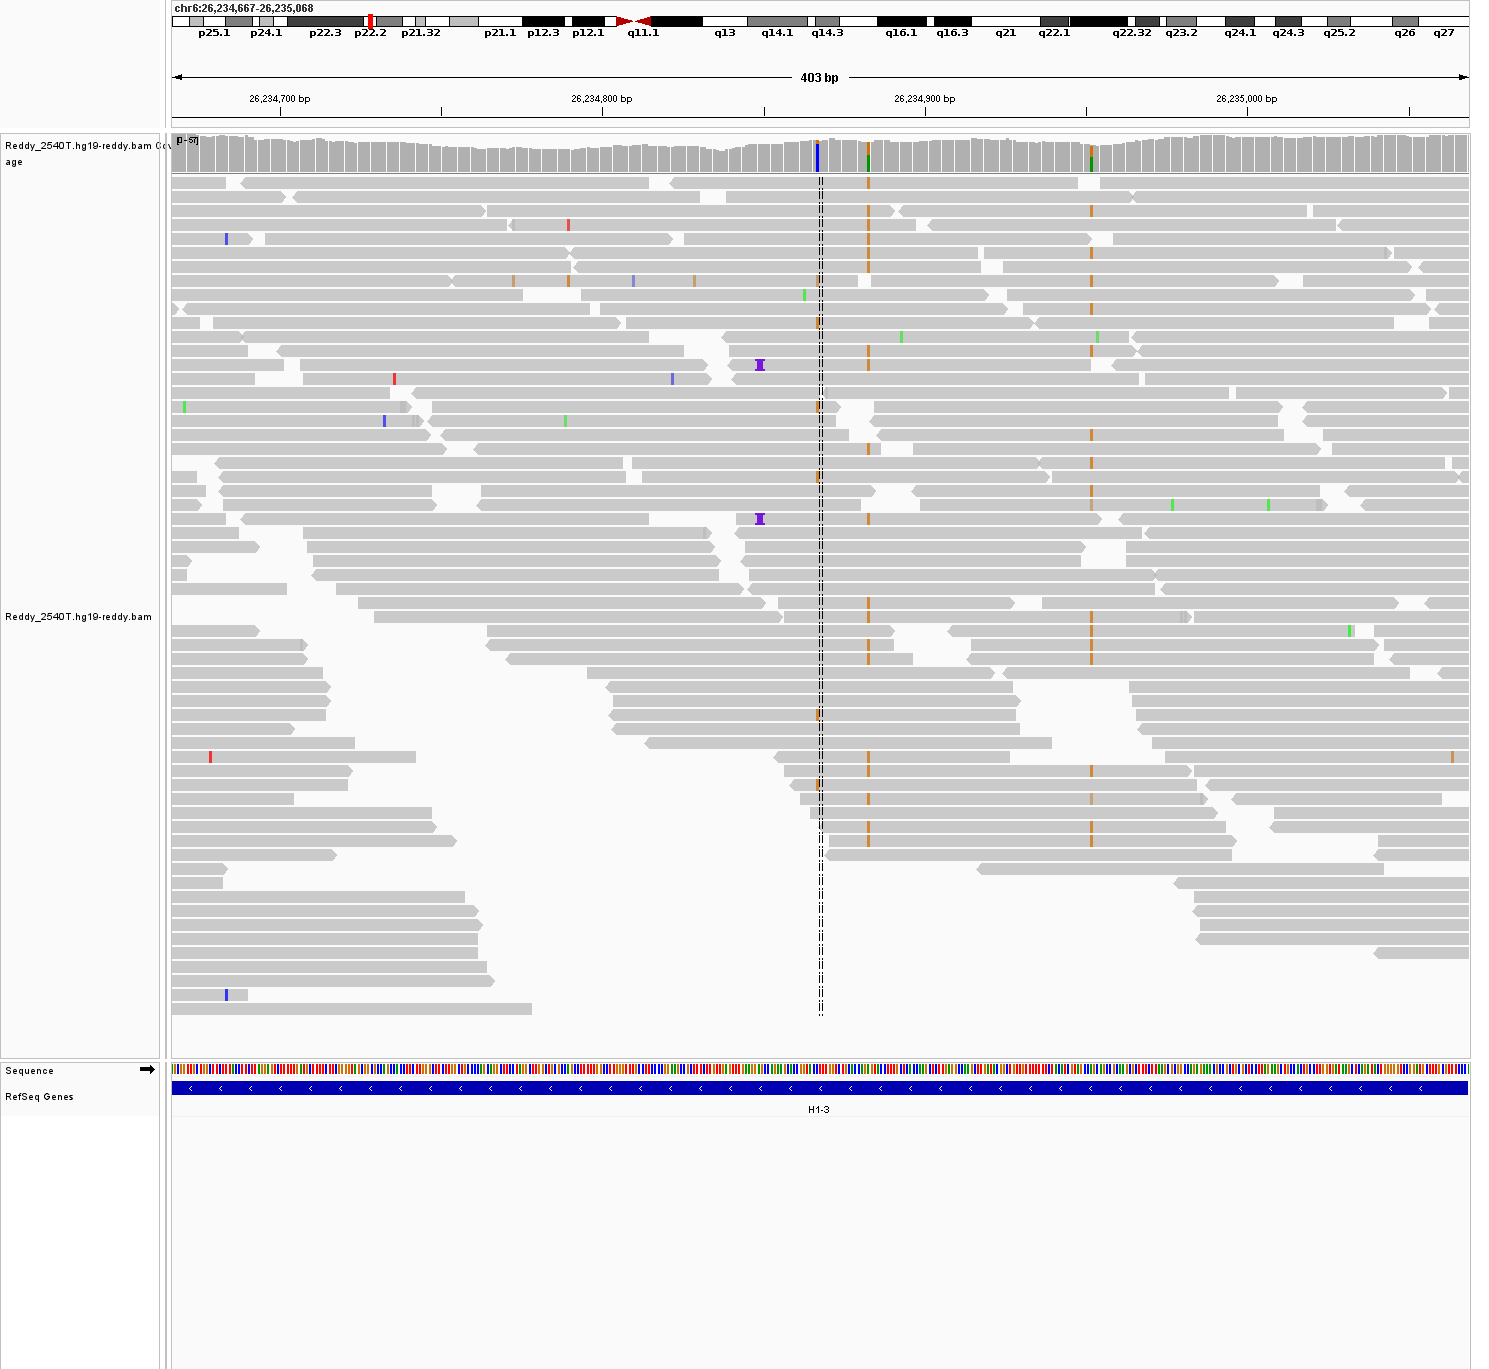 chr6:26,234,667-26,235,068
p25.1 p24.1 p22.3 p22.2 p21.32 p21.1 p12.3 p12.1 q11.1 q13 q14.1 q14.3 q16.1 q16.3 q21 q22.1 q22.32 q23.2 q24.1 q24.3 q25.2 q26 q27
403 bp
26,234,700 bp 26,234,800 bp 26,234,900 bp 26,235,000 bp
[0 - 57]
Reddy_2540T.hg19-reddy.bam Cov
age
Reddy_2540T.hg19-reddy.bam
Sequence
RefSeq Genes
H1-3